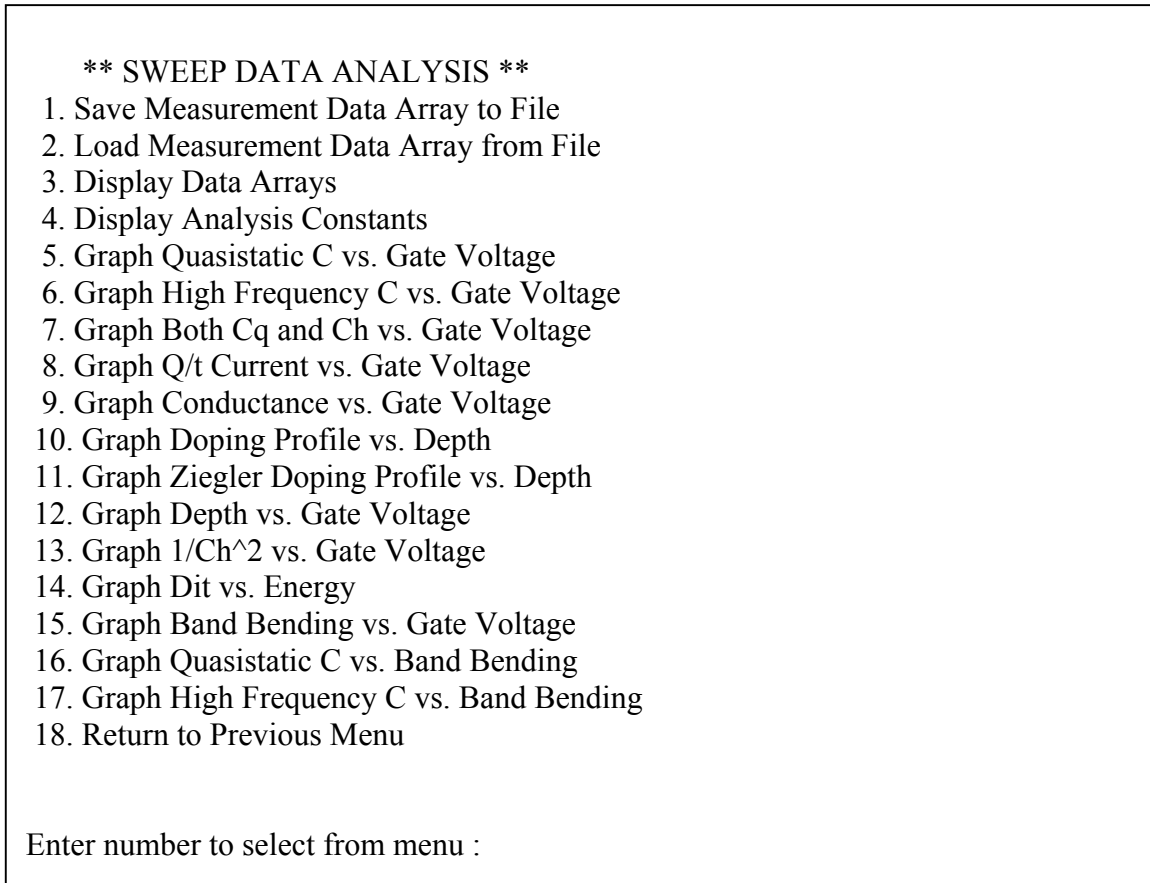 ** SWEEP DATA ANALYSIS **
1. Save Measurement Data Array to File
2. Load Measurement Data Array from File
3. Display Data Arrays
4. Display Analysis Constants
5. Graph Quasistatic C vs. Gate Voltage
6. Graph High Frequency C vs. Gate Voltage
7. Graph Both Cq and Ch vs. Gate Voltage
8. Graph Q/t Current vs. Gate Voltage
9. Graph Conductance vs. Gate Voltage
10. Graph Doping Profile vs. Depth
11. Graph Ziegler Doping Profile vs. Depth
12. Graph Depth vs. Gate Voltage
13. Graph 1/Ch^2 vs. Gate Voltage
14. Graph Dit vs. Energy
15. Graph Band Bending vs. Gate Voltage
16. Graph Quasistatic C vs. Band Bending
17. Graph High Frequency C vs. Band Bending
18. Return to Previous Menu
Enter number to select from menu :